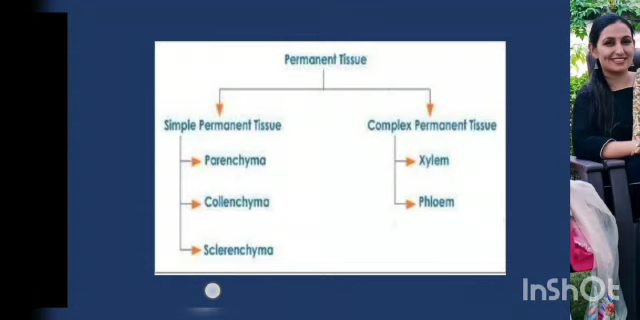 Permanent Tissue
Simple Permanent Tissue
Parenchyma
Collenchyma
Sclerenchyma
Complex Permanent Tissue
Xylem
Phloem
InShOt